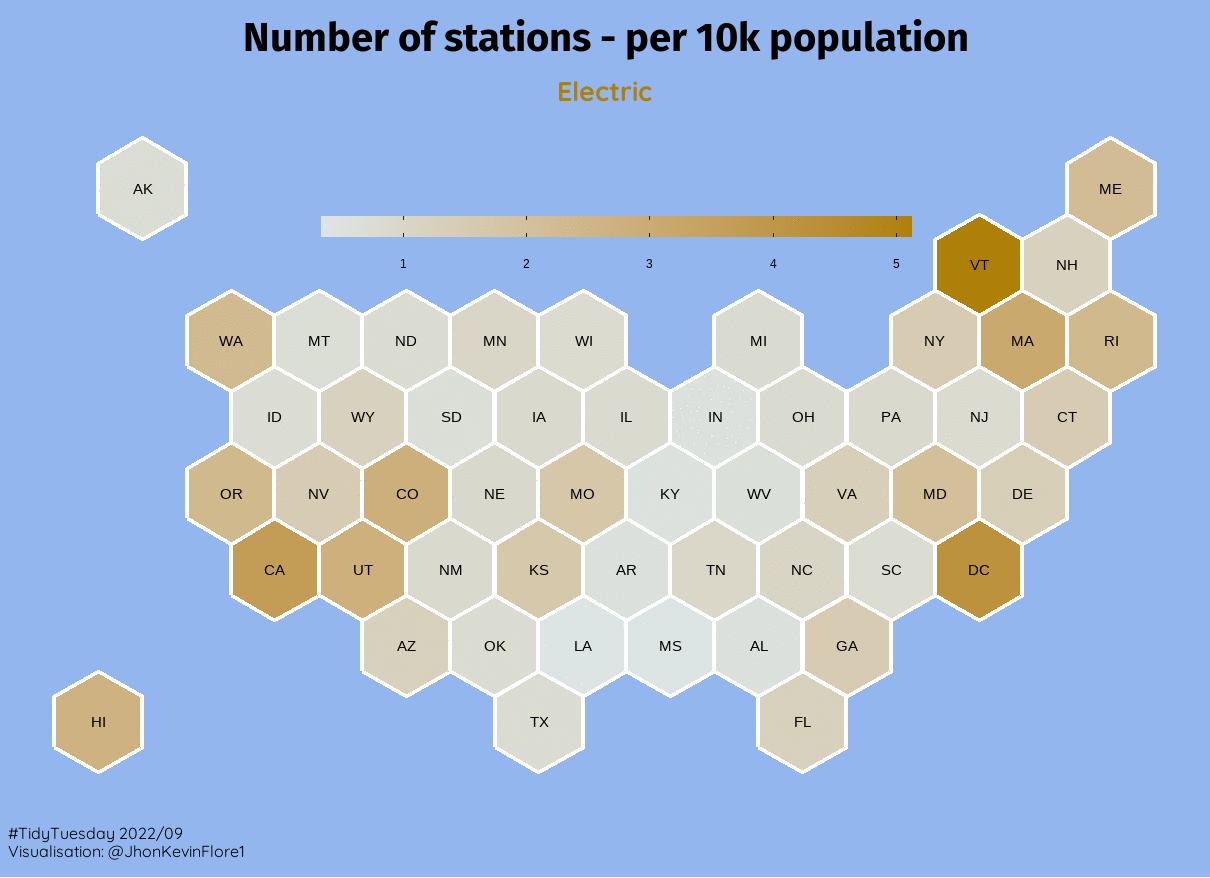 Number of stations - per 10k population
Electric
AK
ME
1 2 3 4 5
VT NH
WA MT ND MN WI MI NY MA RI
ID WY SD IA IL IN OH PA NJ CT
OR NV CO NE MO KY WV VA MD DE
CA UT NM KS AR TN NC SC DC
AZ OK LA MS AL GA
HI TX FL
#TidyTuesday 2022/09
Visualisation: @JhonKevinFlore1